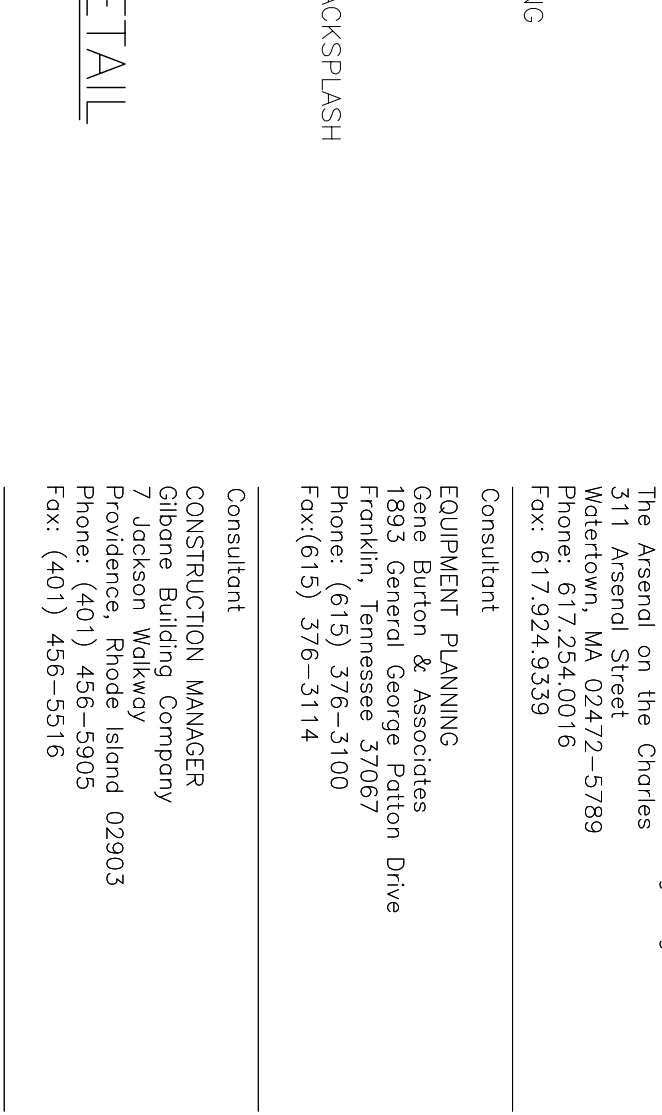 The Arsenal on the Charles
311 Arsenal Street
Watertown, MA 02472-5789
Phone: 617.254.0016
Fax: 617.924.9339
Consultant
EQUIPMENT PLANNING
Gene Burton & Associates
1893 General George Patton Drive
Franklin, Tennessee 37067
Phone: (615) 376-3100
Fax:(615) 376-3114
Consultant
CONSTRUCTION MANAGER
Gilbane Building Company
7 Jackson Walkway
Providence, Rhode Island 02903
Phone: (401) 456-5905
Fax: (401) 456-5516
NG
ACKSPLASH
ETAIL